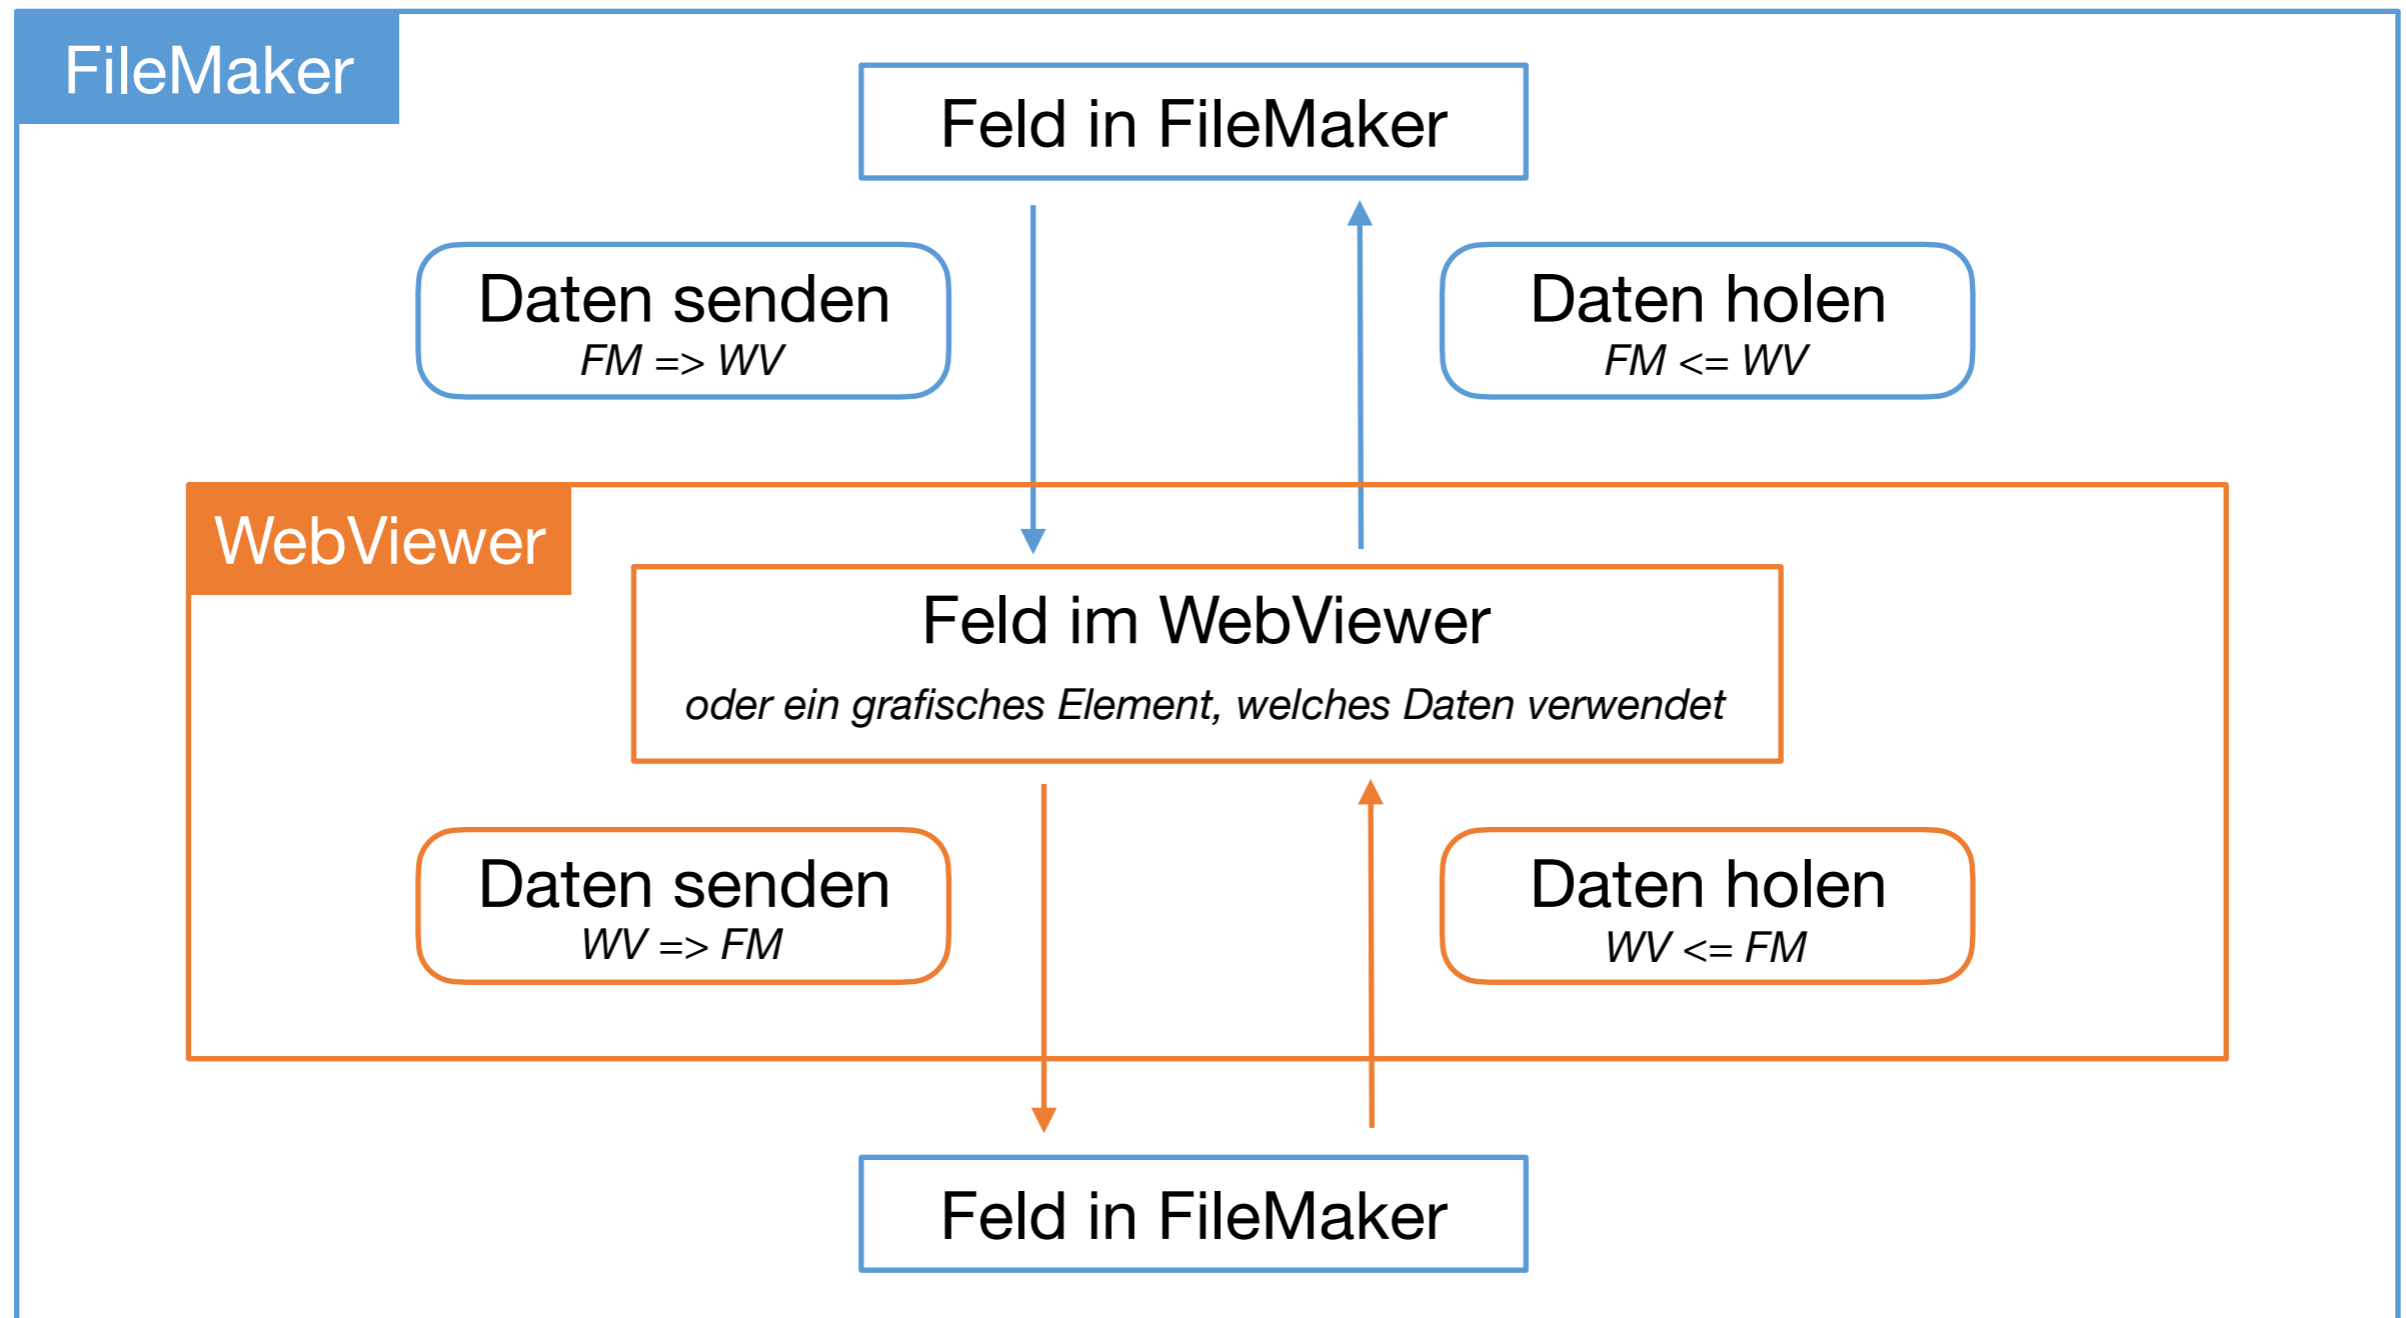 FileMaker
Feld in FileMaker
Daten senden
FM => WV
Daten holen
FM <= WV
WebViewer
Feld im WebViewer
oder ein grafisches Element, welches Daten verwendet
Daten senden
WV => FM
Daten holen
WV <= FM
Feld in FileMaker